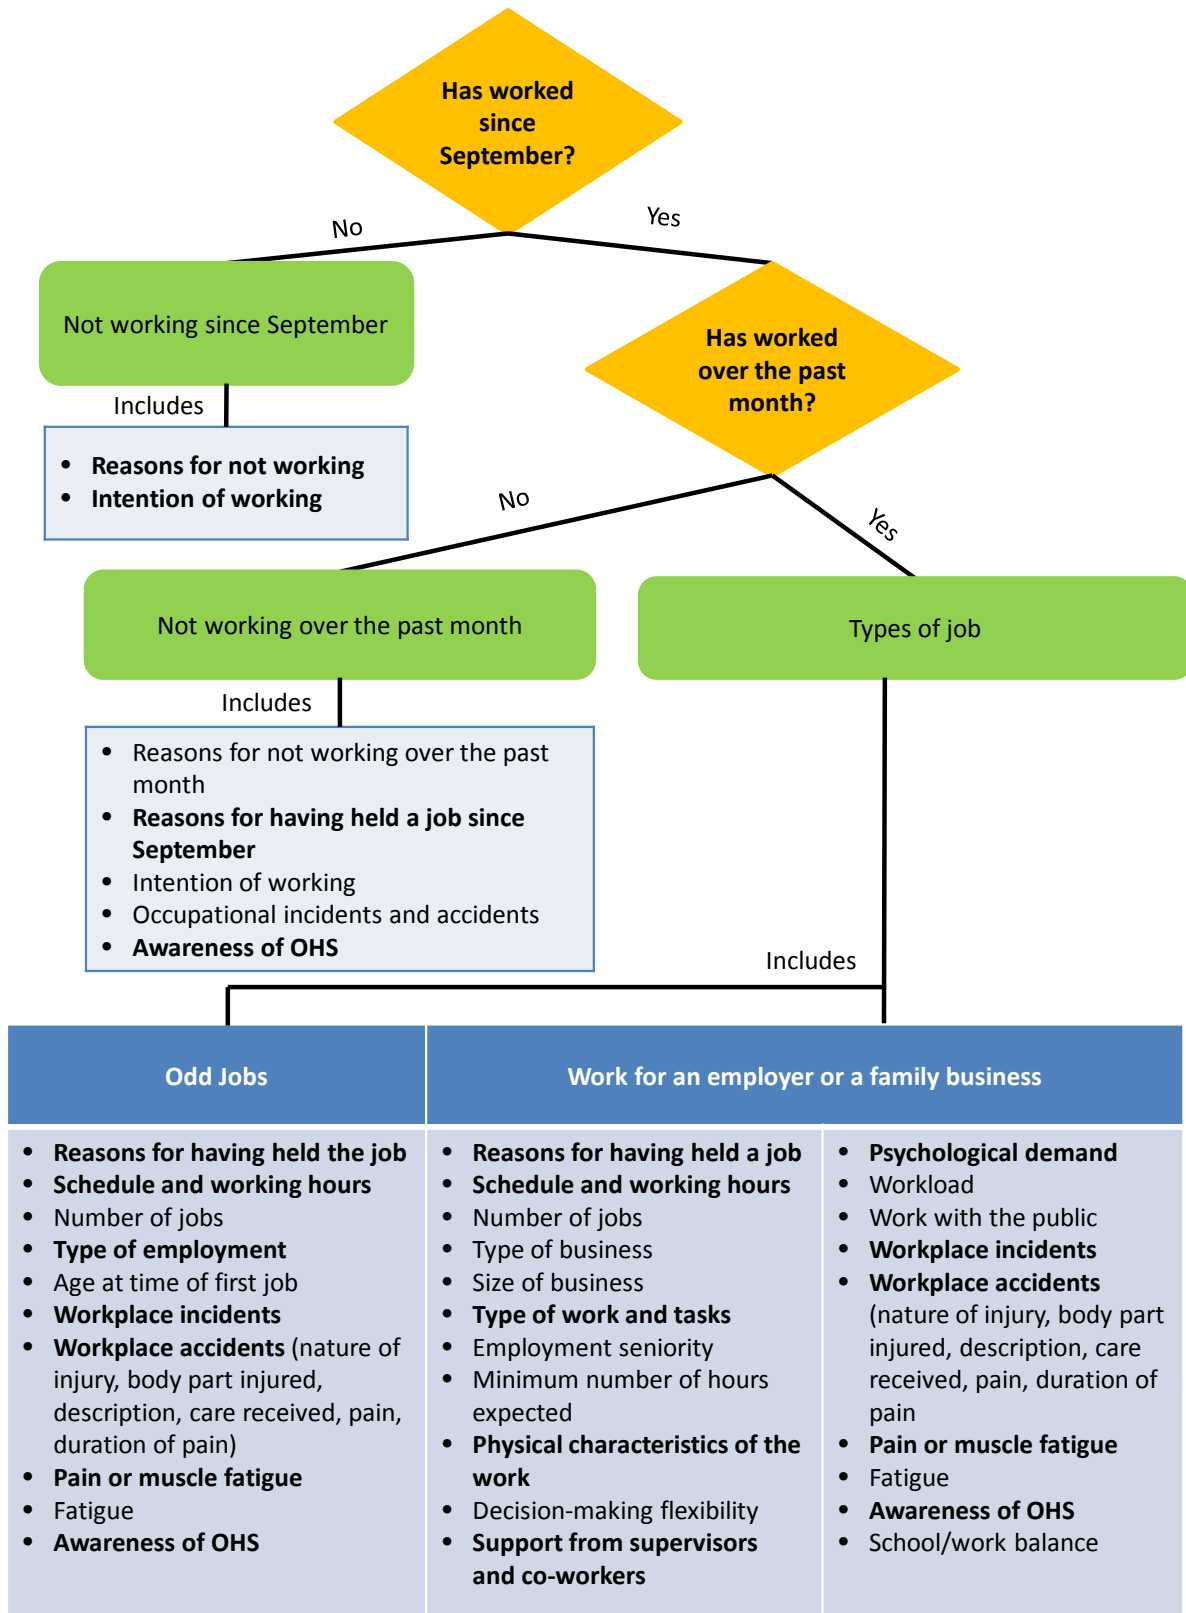 Has worked
since
September?
No
Yes
Not working since September
Has worked
over the past
month?
Includes
• Reasons for not working
• Intention of working
No
Yes
Not working over the past month
Types of job
Includes
• Reasons for not working over the past
month
• Reasons for having held a job since
September
• Intention of working
• Occupational incidents and accidents
• Awareness of OHS
Includes
Odd Jobs
Work for an employer or a family business
• Reasons for having held the job
• Schedule and working hours
• Number of jobs
• Type of employment
• Age at time of first job
• Workplace incidents
• Workplace accidents (nature of
injury, body part injured,
description, care received, pain,
duration of pain)
• Pain or muscle fatigue
• Fatigue
• Awareness of OHS
• Reasons for having held a job
• Schedule and working hours
• Number of jobs
• Type of business
• Size of business
• Type of work and tasks
• Employment seniority
• Minimum number of hours
expected
• Physical characteristics of the
work
• Decision-making flexibility
• Support from supervisors
and co-workers
• Psychological demand
• Workload
• Work with the public
• Workplace incidents
• Workplace accidents
(nature of injury, body part
injured, description, care
received, pain, duration of
pain
• Pain or muscle fatigue
• Fatigue
• Awareness of OHS
• School/work balance